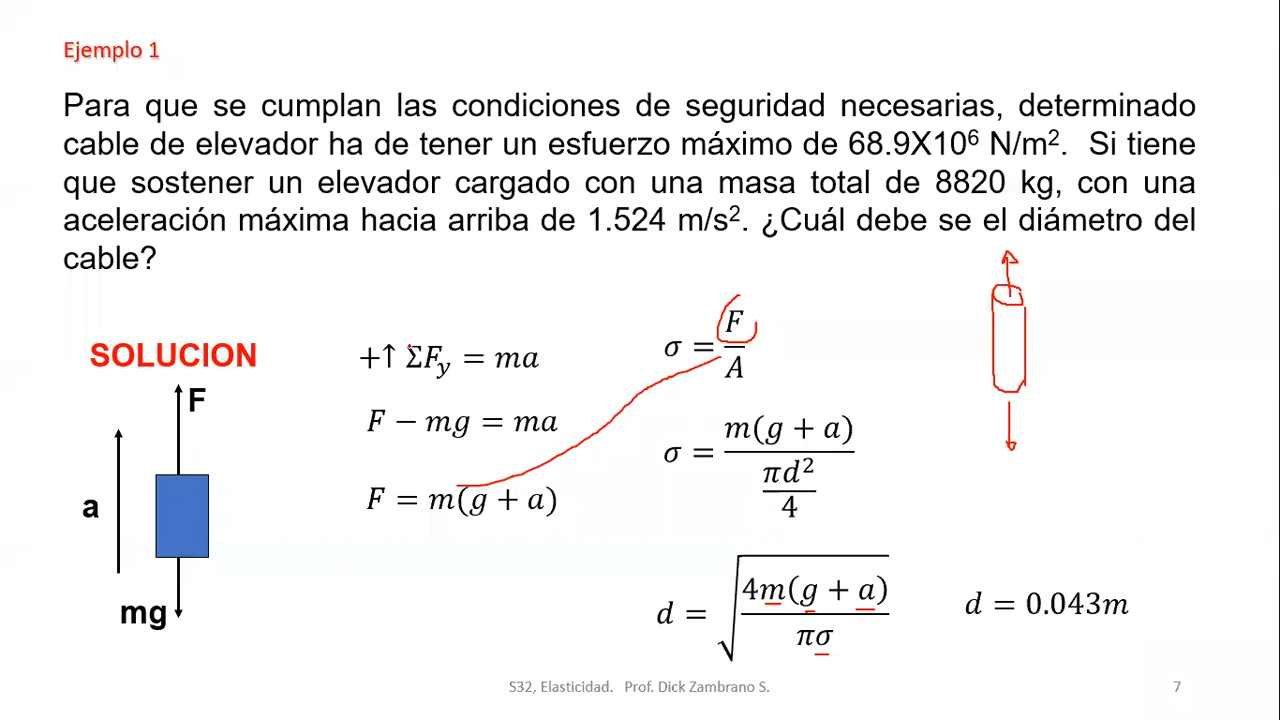 Ejemplo 1
Para que se cumplan las condiciones de seguridad necesarias, determinado
cable de elevador ha de tener un esfuerzo máximo de 68.9X10⁶ N/m². Si tiene
que sostener un elevador cargado con una masa total de 8820 kg, con una
aceleración máxima hacia arriba de 1.524 m/s². ¿Cuál debe se el diámetro del
cable?
SOLUCION
F
a
mg
+↑ ΣF_y = ma
F − mg = ma
F = m(g + a)
σ = F/A
σ = m(g + a)/(πd²/4)
d = √(4m(g + a)/(πσ))
d = 0.043m
S32, Elasticidad. Prof. Dick Zambrano S.
7